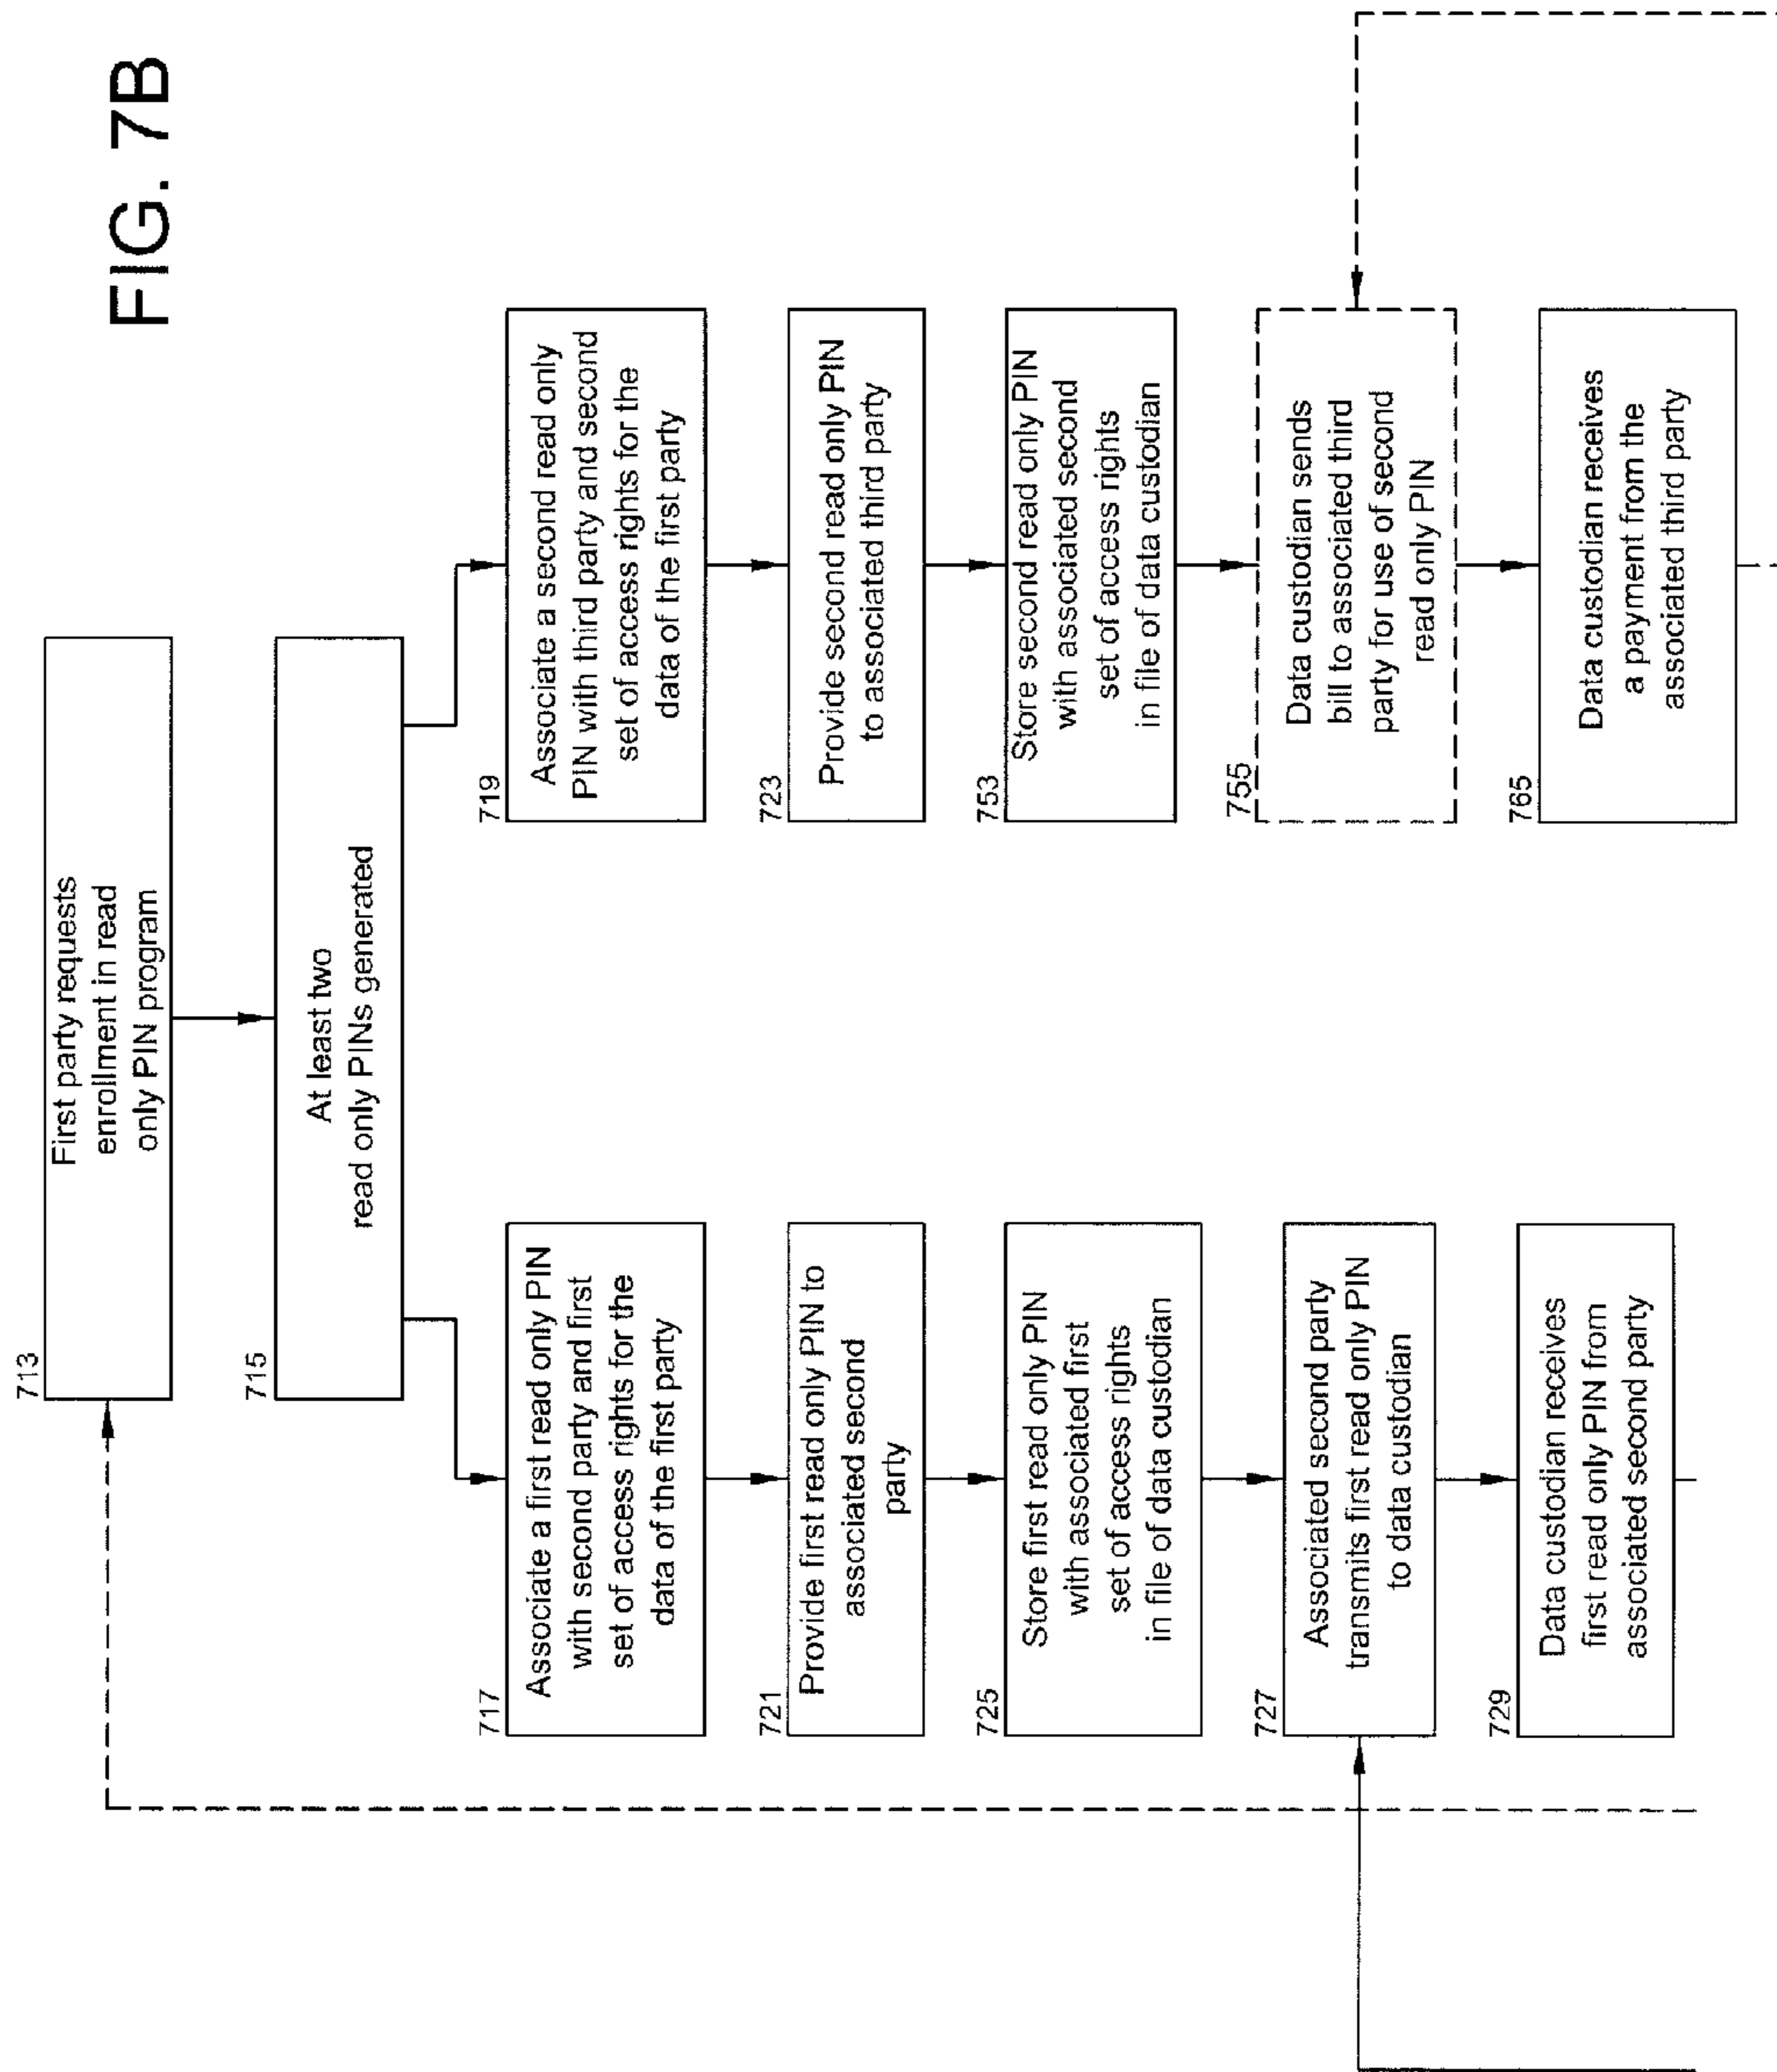 FIG. 7B
713
First party requests
enrollment in read
only PIN program
715
At least two
read only PINs generated
717
Associate a first read only PIN
with second party and first
set of access rights for the
data of the first party
719
Associate a second read only
PIN with third party and second
set of access rights for the
data of the first party
721
Provide first read only PIN to
associated second
party
723
Provide second read only PIN
to associated third party
725
Store first read only PIN
with associated first
set of access rights
in file of data custodian
753
Store second read only PIN
with associated second
set of access rights
in file of data custodian
727
Associated second party
transmits first read only PIN
to data custodian
755
Data custodian sends
bill to associated third
party for use of second
read only PIN
729
Data custodian receives
first read only PIN from
associated second party
765
Data custodian receives
a payment from the
associated third party